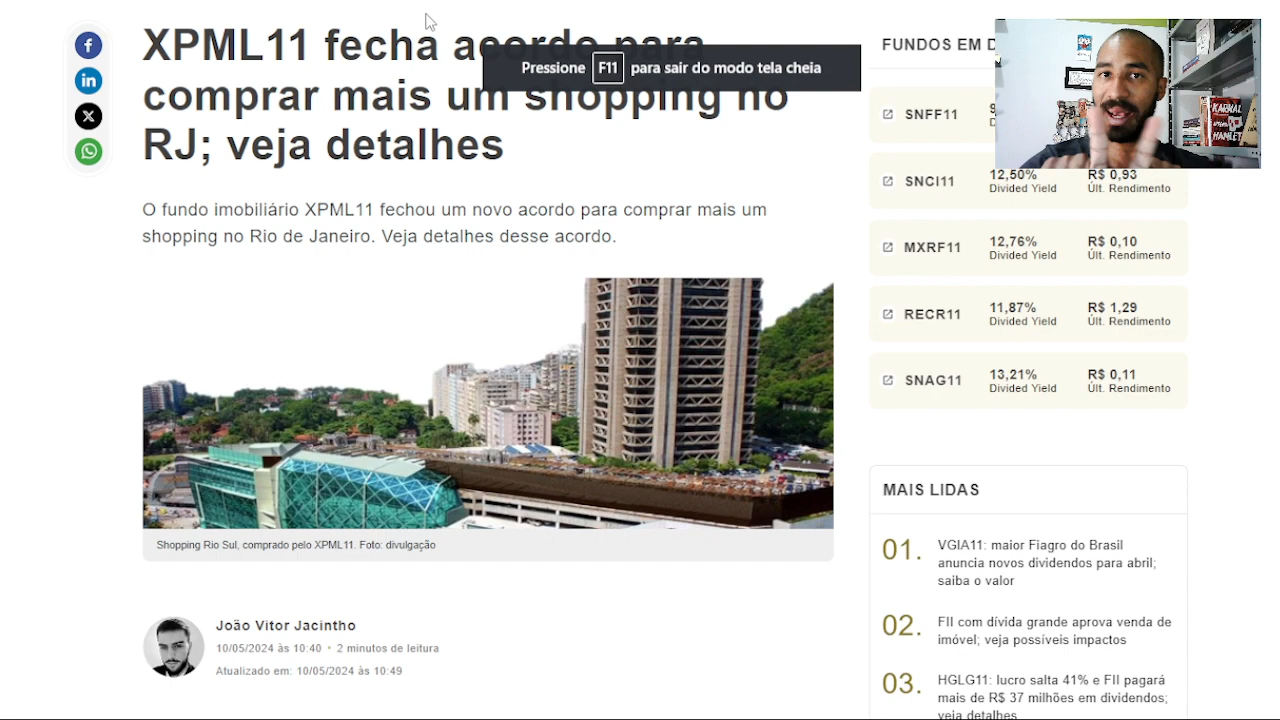 XPML11 fecha acordo para
comprar mais um shopping no
RJ; veja detalhes
Pressione F11 para sair do modo tela cheia
O fundo imobiliário XPML11 fechou um novo acordo para comprar mais um
shopping no Rio de Janeiro. Veja detalhes desse acordo.
Shopping Rio Sul, comprado pelo XPML11. Foto: divulgação
João Vitor Jacintho
10/05/2024 às 10:40 • 2 minutos de leitura
Atualizado em: 10/05/2024 às 10:49
FUNDOS EM D
SNFF11
SNCI11
12,50%
Divided Yield
R$ 0,93
Últ. Rendimento
MXRF11
12,76%
Divided Yield
R$ 0,10
Últ. Rendimento
RECR11
11,87%
Divided Yield
R$ 1,29
Últ. Rendimento
SNAG11
13,21%
Divided Yield
R$ 0,11
Últ. Rendimento
MAIS LIDAS
01.
VGIA11: maior Fiagro do Brasil
anuncia novos dividendos para abril;
saiba o valor
02.
FII com dívida grande aprova venda de
imóvel; veja possíveis impactos
03.
HGLG11: lucro salta 41% e FII pagará
mais de R$ 37 milhões em dividendos;
veja detalhes
KARNAL
HAMLET